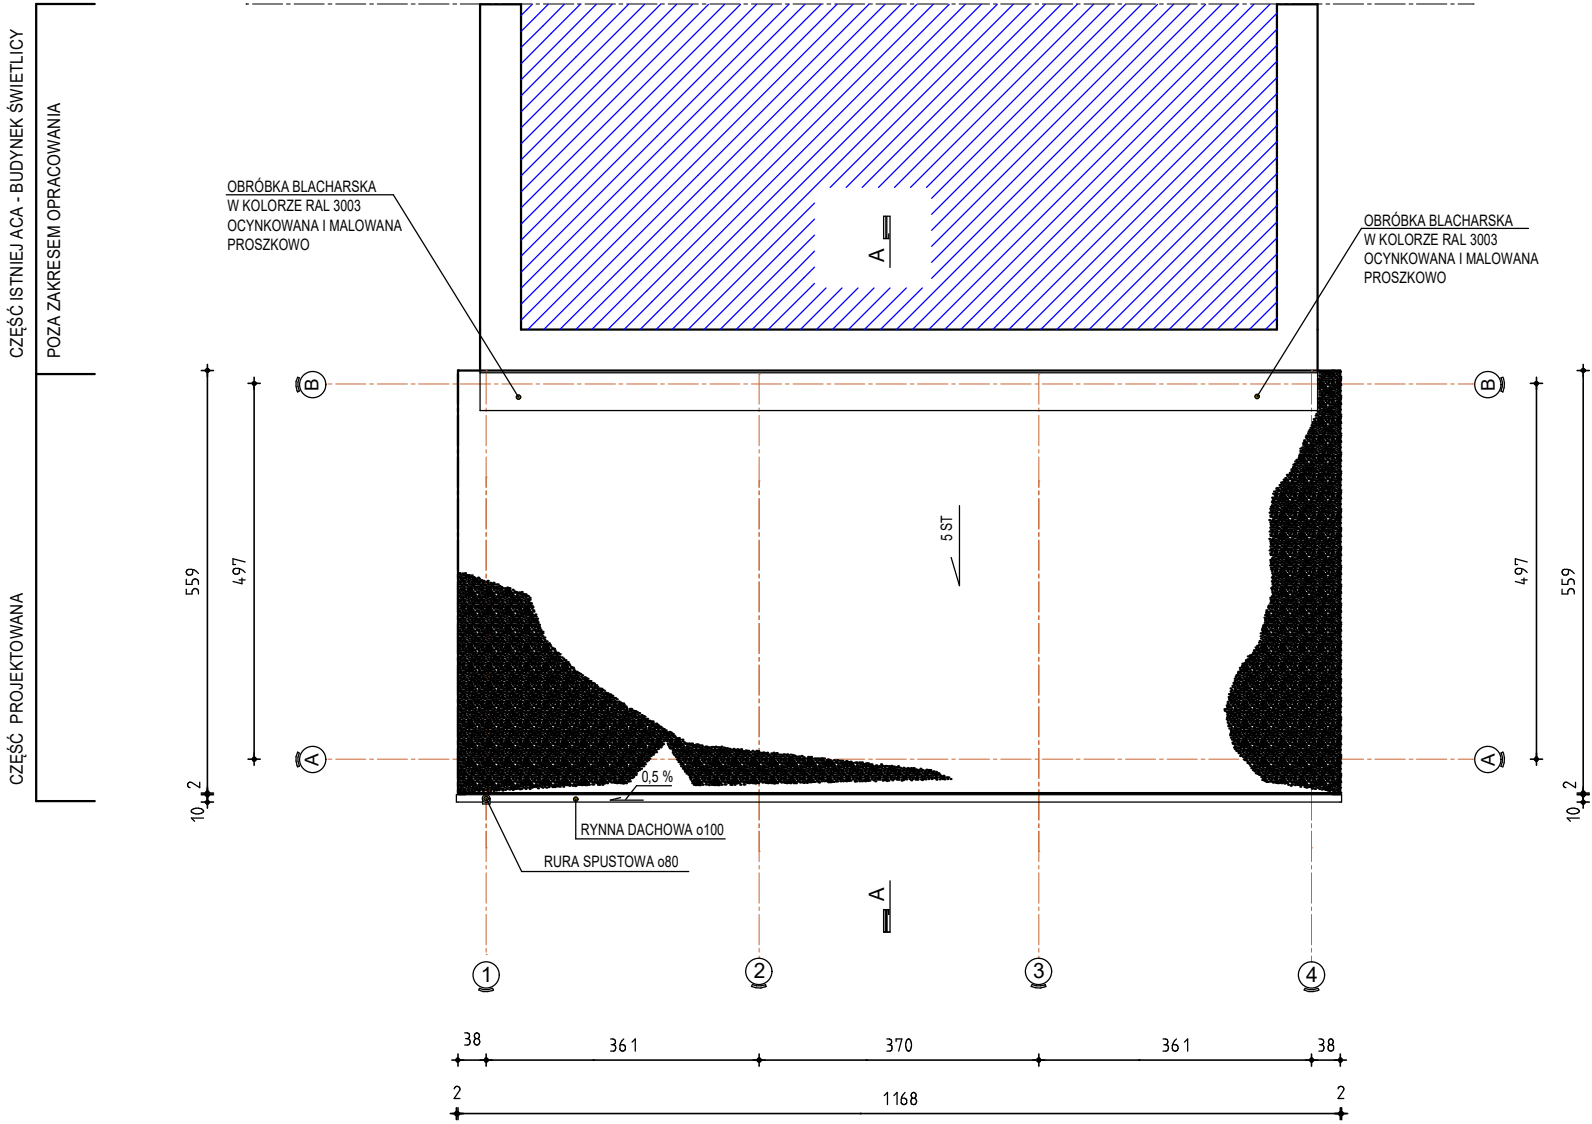 CZĘŚĆ ISTNIEJ ACA - BUDYNEK ŚWIETLICY
POZA ZAKRESEM OPRACOWANIA
CZĘŚĆ PROJEKTOWANA
OBRÓBKA BLACHARSKA
W KOLORZE RAL 3003
OCYNKOWANA I MALOWANA
PROSZKOWO
A
OBRÓBKA BLACHARSKA
W KOLORZE RAL 3003
OCYNKOWANA I MALOWANA
PROSZKOWO
B
B
559
497
5 ST
497
559
A
A
2
10
2
10
0,5 %
RYNNA DACHOWA o100
RURA SPUSTOWA o80
A
1
2
3
4
38
361
370
361
38
2
1168
2